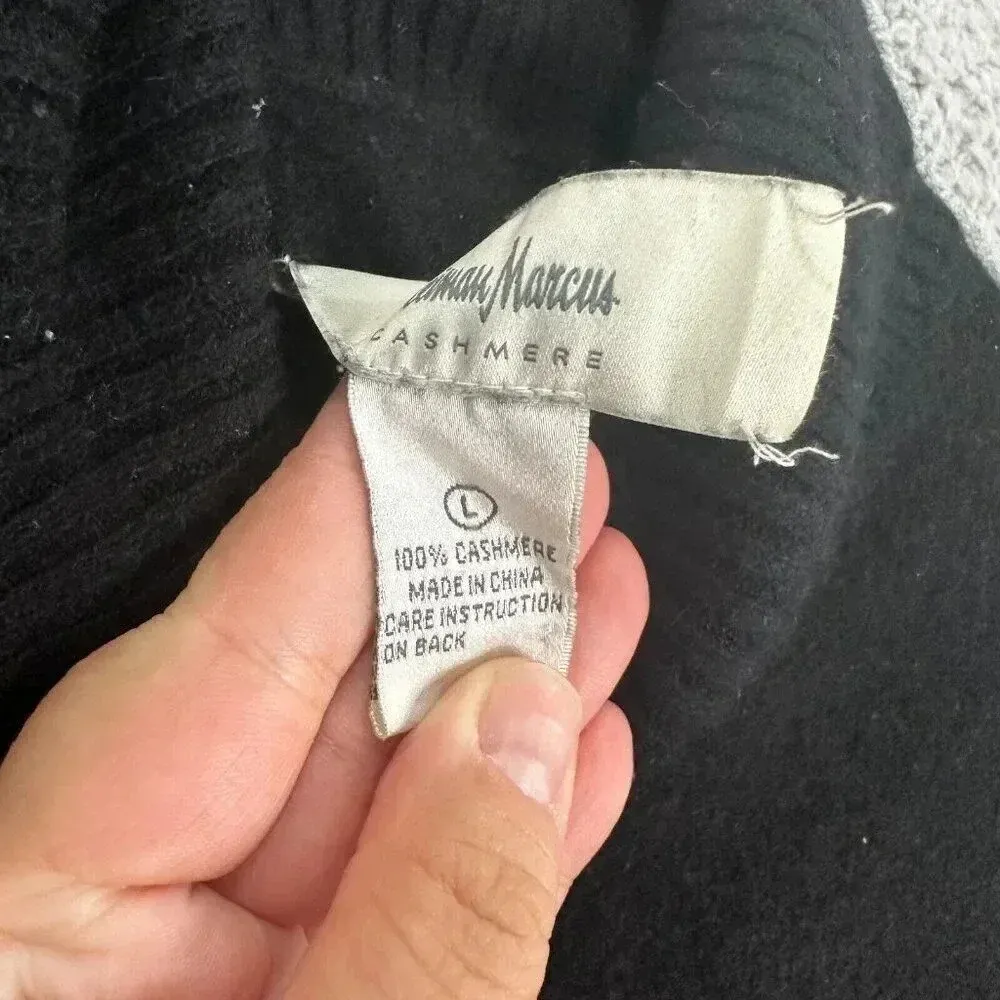 Marcus
CASHMERE
L
100% CASHMERE
MADE IN CHINA
CARE INSTRUCTION
ON BACK